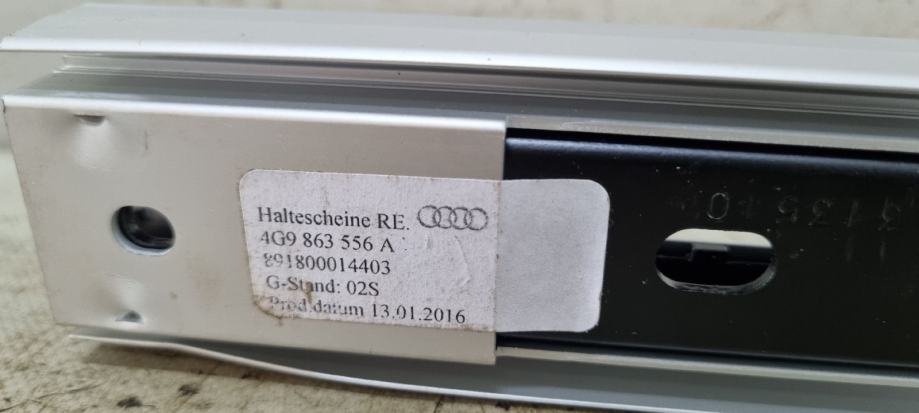 Haltescheine RE.
4G9 863 556 A
891800014403
G-Stand: 02S
Prod.datum 13.01.2016